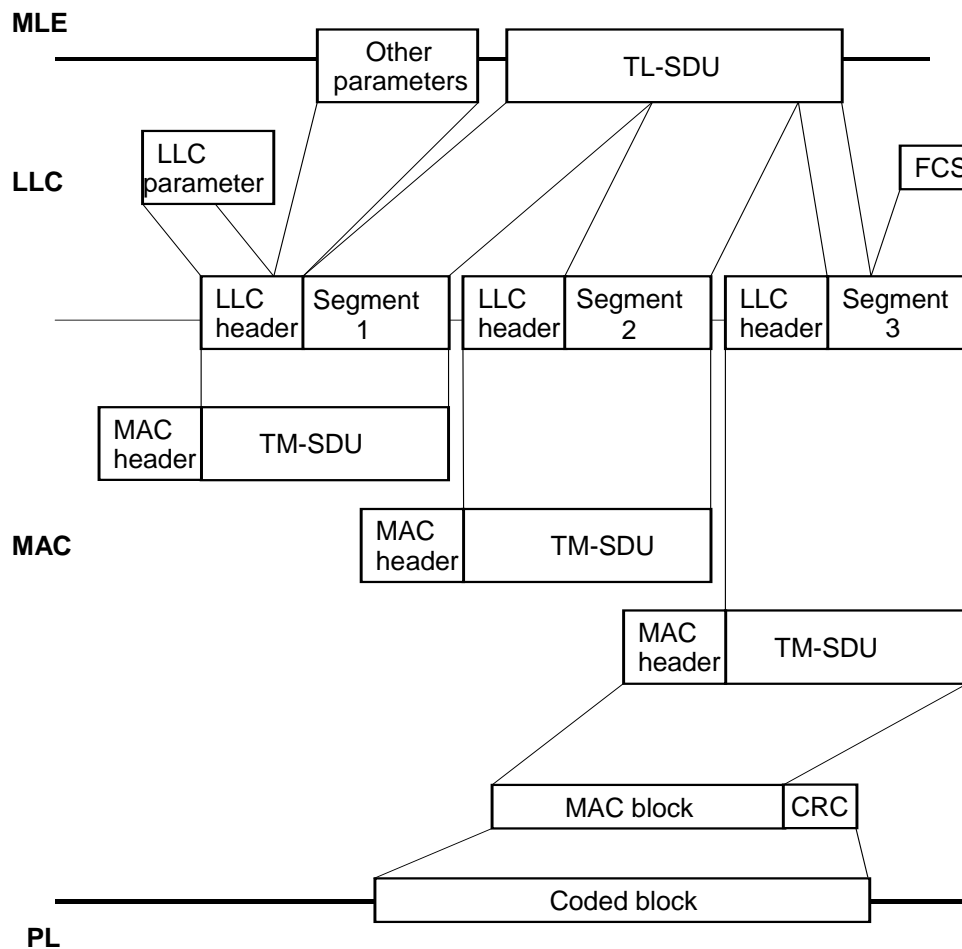 MLE
Other
parameters
TL-SDU
LLC
parameter
LLC
FCS
LLC
header
Segment
1
LLC
header
Segment
2
LLC
header
Segment
3
MAC
header
TM-SDU
MAC
MAC
header
TM-SDU
MAC
header
TM-SDU
MAC block
CRC
Coded block
PL